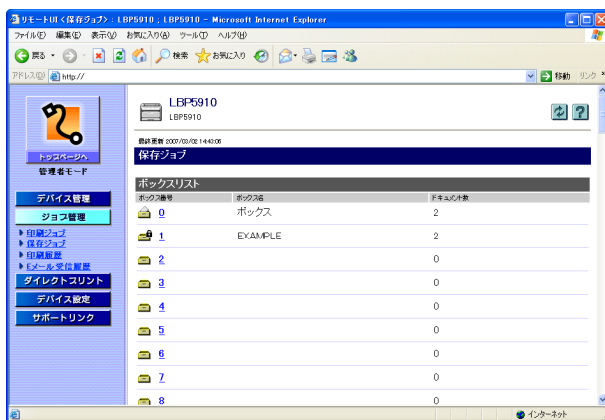 リモートUI<保存ジョブ> : LBP5910 ; LBP5910 - Microsoft Internet Explorer
ファイル(F) 編集(E) 表示(V) お気に入り(A) ツール(T) ヘルプ(H)
戻る 検索 お気に入り
アドレス(D) http:// 移動 リンク
LBP5910
LBP5910
最終更新 2007/03/02 14:43:06
トップページへ
管理者モード
デバイス管理
ジョブ管理
印刷ジョブ
保存ジョブ
印刷履歴
Eメール受信履歴
ダイレクトプリント
デバイス設定
サポートリンク
保存ジョブ
ボックスリスト
ボックス番号 ボックス名 ドキュメント数
0 ボックス 2
1 EXAMPLE 2
2 0
3 0
4 0
5 0
6 0
7 0
8 0
インターネット